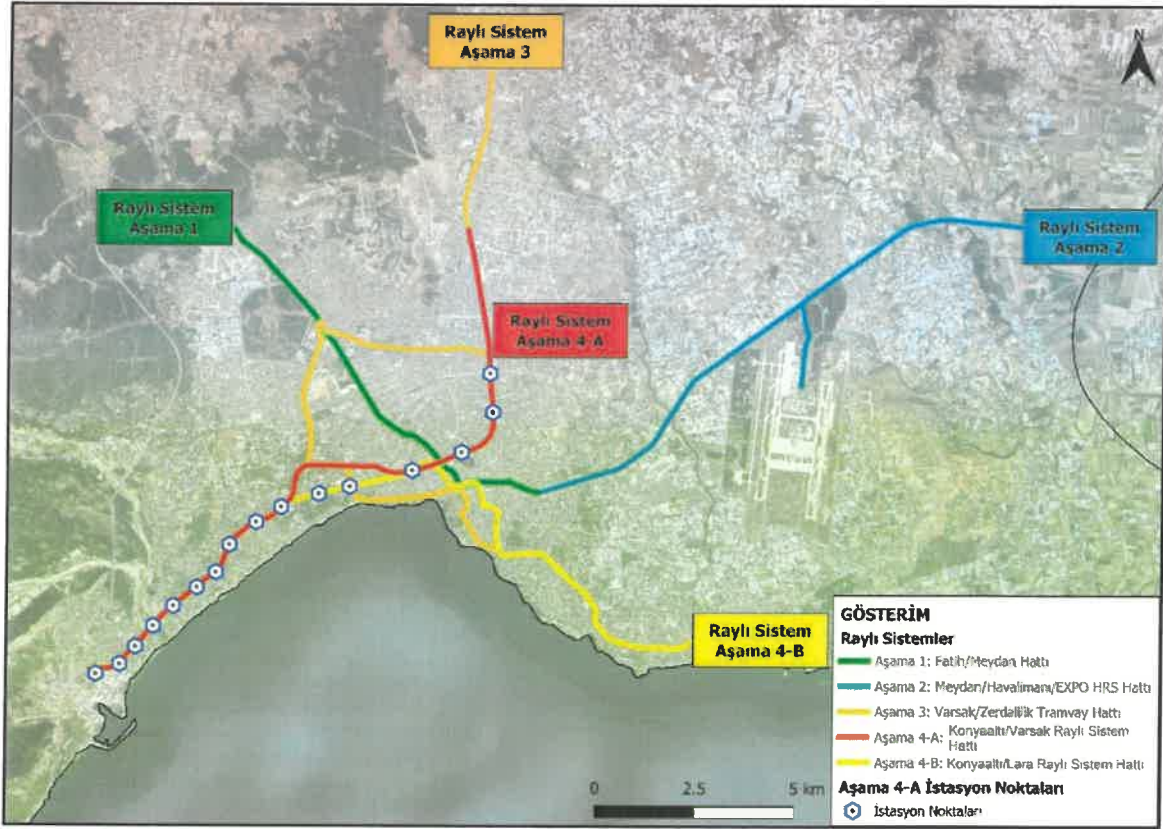 Raylı Sistem
Aşama 3
N
Raylı Sistem
Aşama 1
Raylı Sistem
Aşama 2
Raylı Sistem
Aşama 4-A
Raylı Sistem
Aşama 4-B
GÖSTERİM
Raylı Sistemler
Aşama 1: Fatih/Meydan Hattı
Aşama 2: Meydan/Havalimanı/EXPO HRS Hattı
Aşama 3: Varsak/Zerdalilik Tramvay Hattı
Aşama 4-A: Konyaaltı/Varsak Raylı Sistem
Hattı
Aşama 4-B: Konyaaltı/Lara Raylı Sistem Hattı
Aşama 4-A İstasyon Noktaları
İstasyon Noktaları
0 2.5 5 km